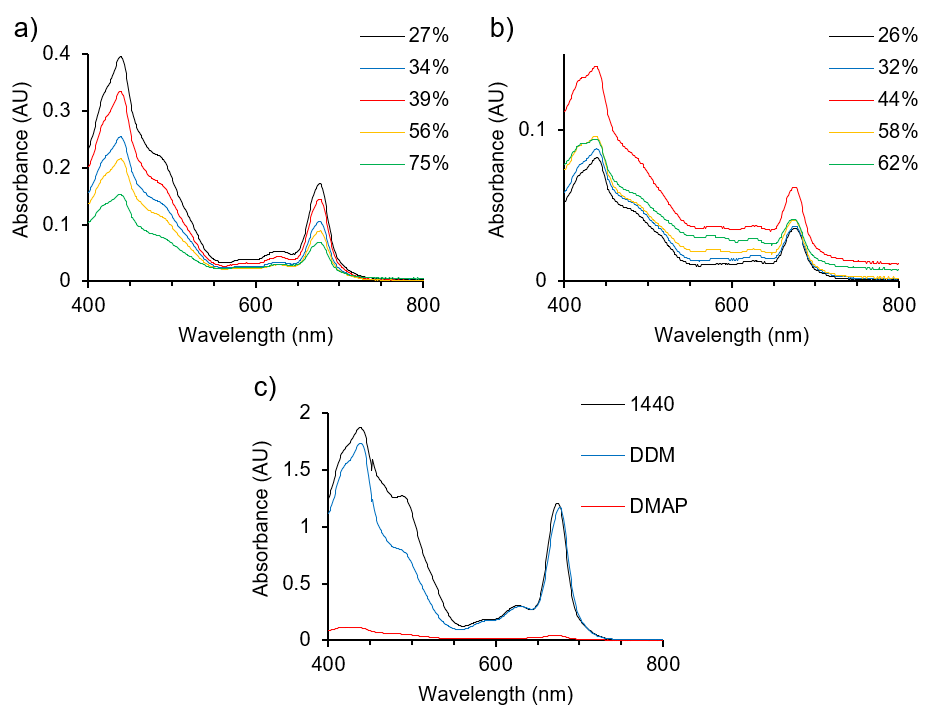 a)
27%
34%
39%
56%
75%
0.4
0.3
0.2
0.1
0
Absorbance (AU)
400
600
800
Wavelength (nm)
b)
26%
32%
44%
58%
62%
0.1
0
Absorbance (AU)
400
600
800
Wavelength (nm)
c)
1440
DDM
DMAP
2
1.5
1
0.5
0
Absorbance (AU)
400
600
800
Wavelength (nm)